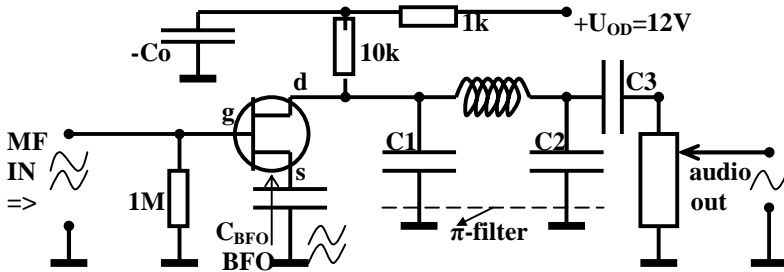 1k
+U_OD=12V
-Co
10k
d
C3
g
MF
IN
=>
C1
C2
s
audio
out
1M
C_BFO
BFO
π-filter